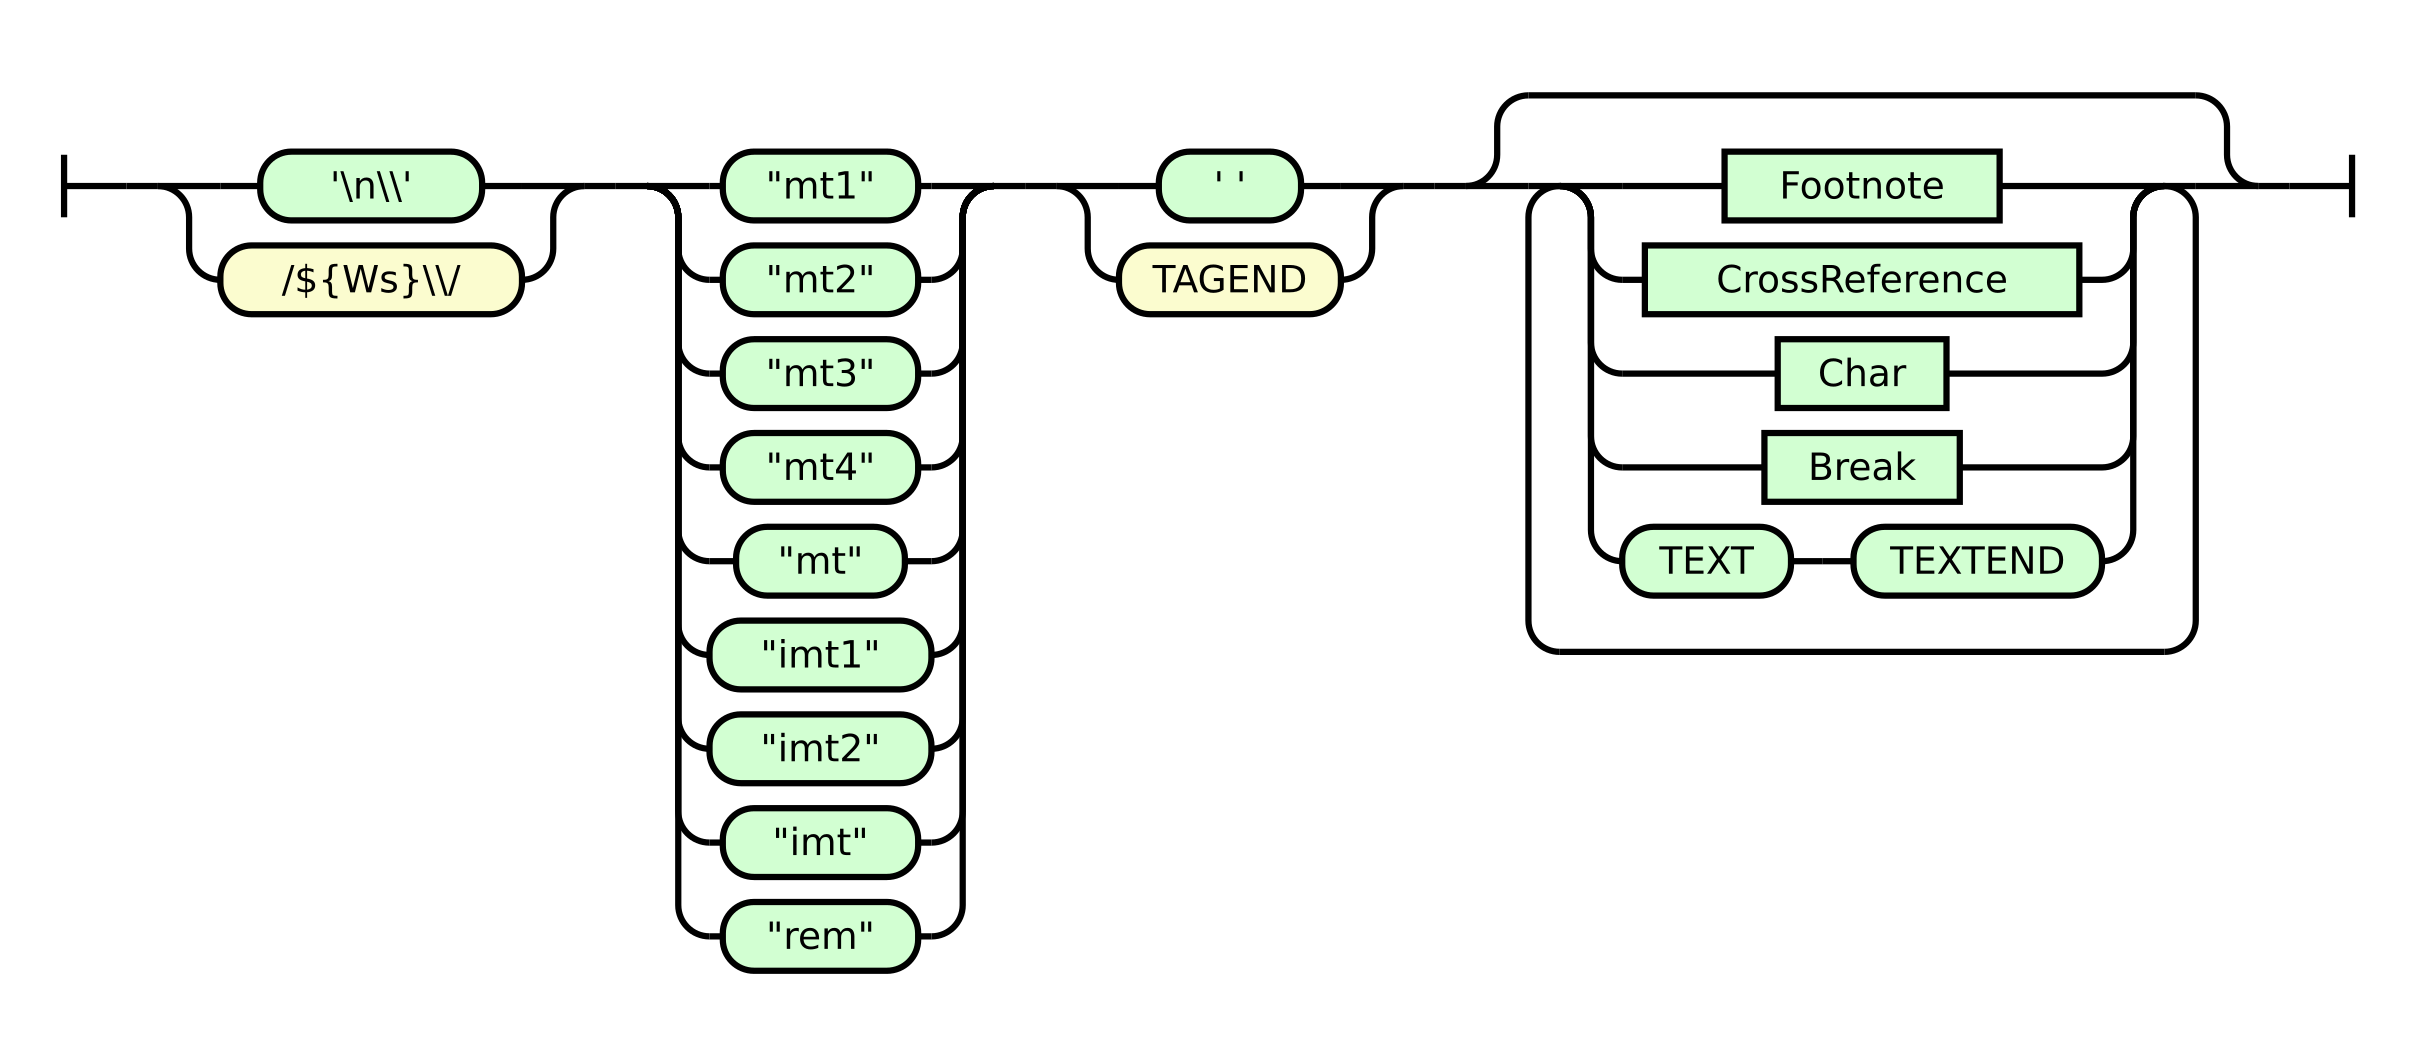 '\n\\'
/${Ws}\\/
"mt1"
"mt2"
"mt3"
"mt4"
"mt"
"imt1"
"imt2"
"imt"
"rem"
' '
TAGEND
Footnote
CrossReference
Char
Break
TEXT TEXTEND